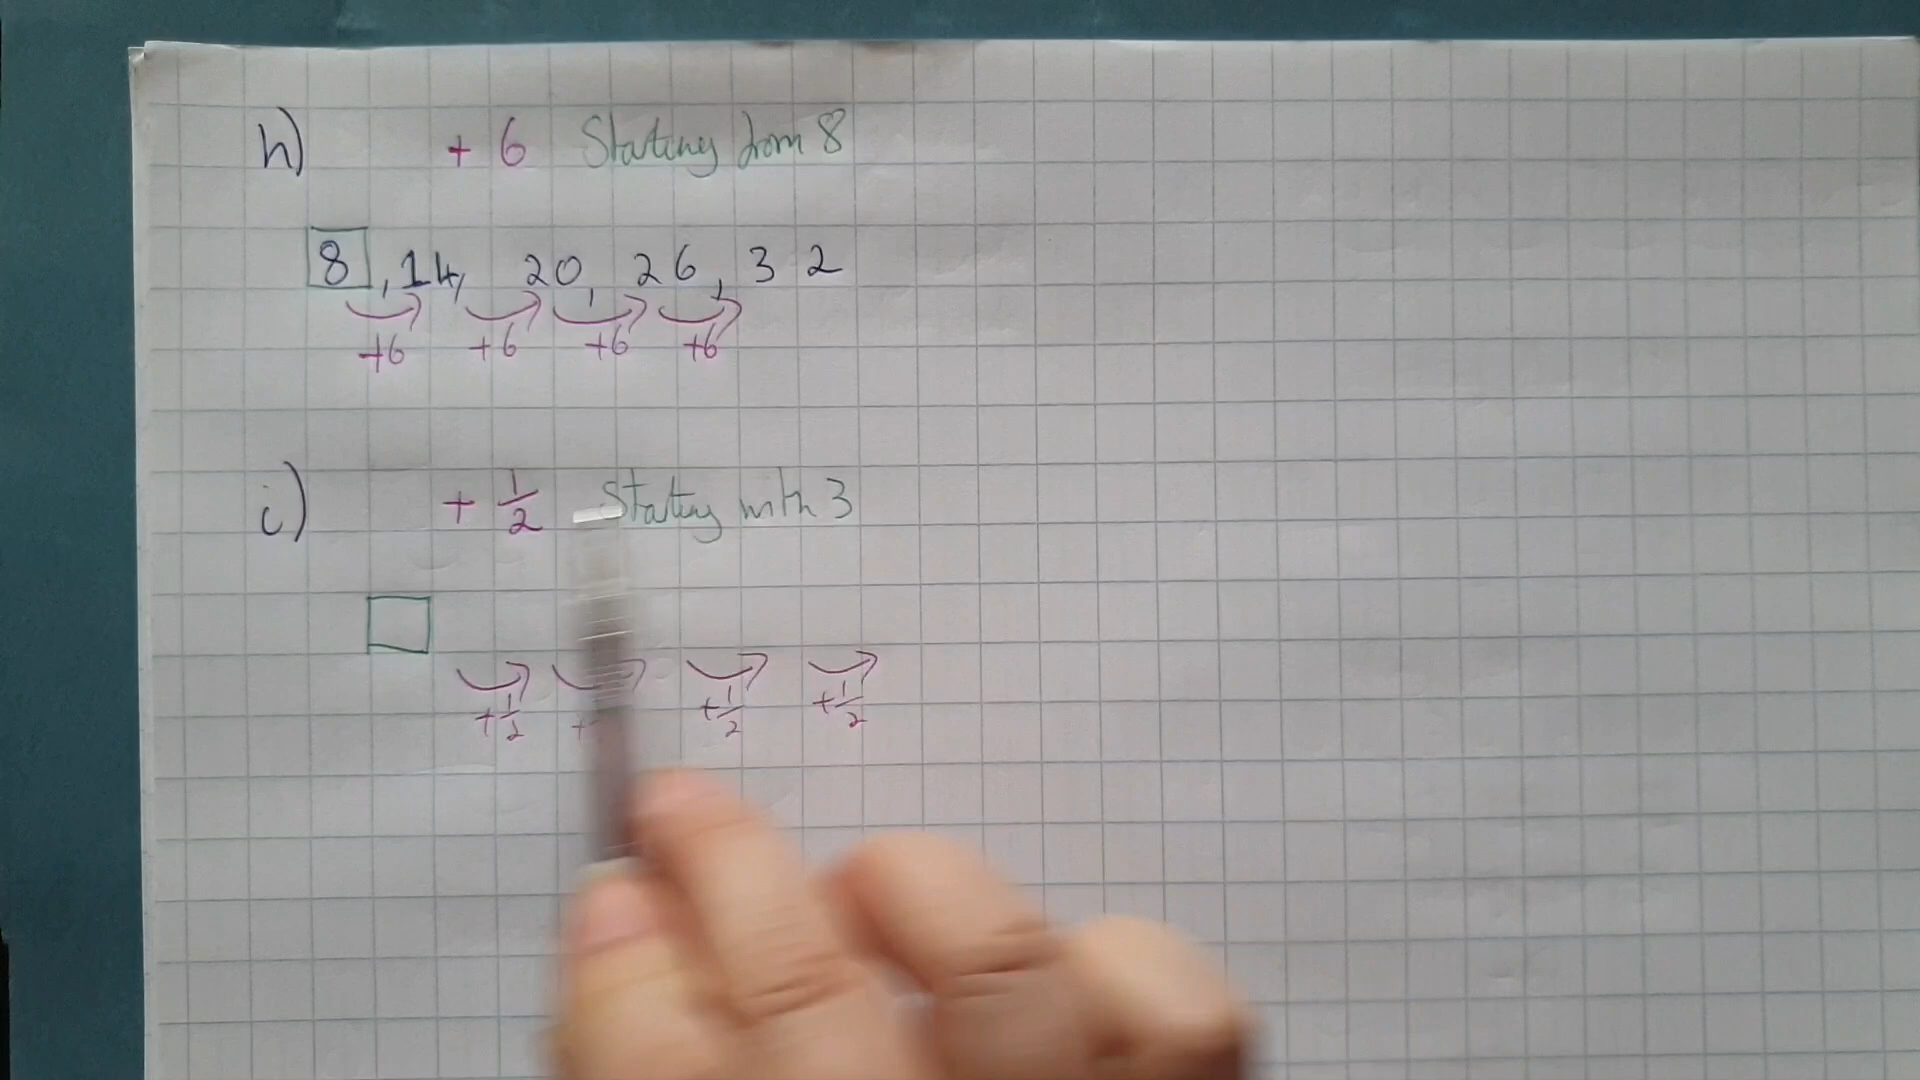 h) + 6 Starting from 8
8, 14, 20, 26, 32
+6 +6 +6 +6
i) + 1/2 Starting with 3
+1/2 + +1/2 +1/2